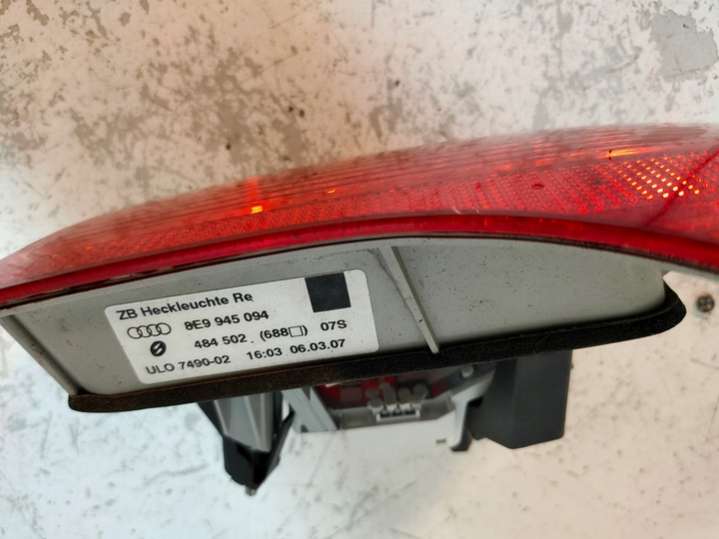 ZB Heckleuchte Re
8E9 945 094
484 502 . (688□) 07S
ULO 7490-02 16:03 06.03.07